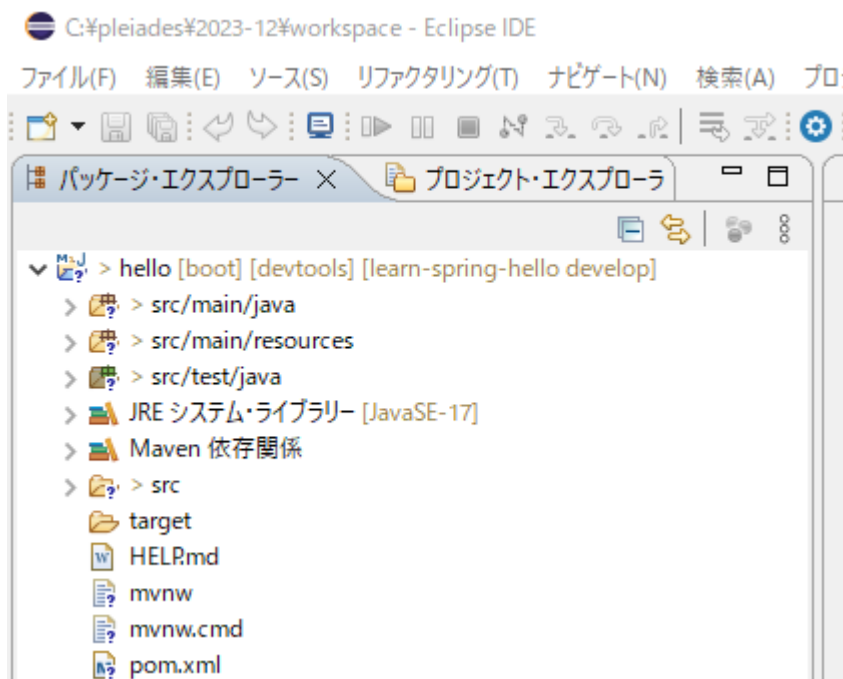 C:¥pleiades¥2023-12¥workspace - Eclipse IDE
ファイル(F) 編集(E) ソース(S) リファクタリング(T) ナビゲート(N) 検索(A) プロ
パッケージ・エクスプローラー プロジェクト・エクスプローラ
> hello [boot] [devtools] [learn-spring-hello develop]
> src/main/java
> src/main/resources
> src/test/java
JRE システム・ライブラリー [JavaSE-17]
Maven 依存関係
> src
target
HELP.md
mvnw
mvnw.cmd
pom.xml